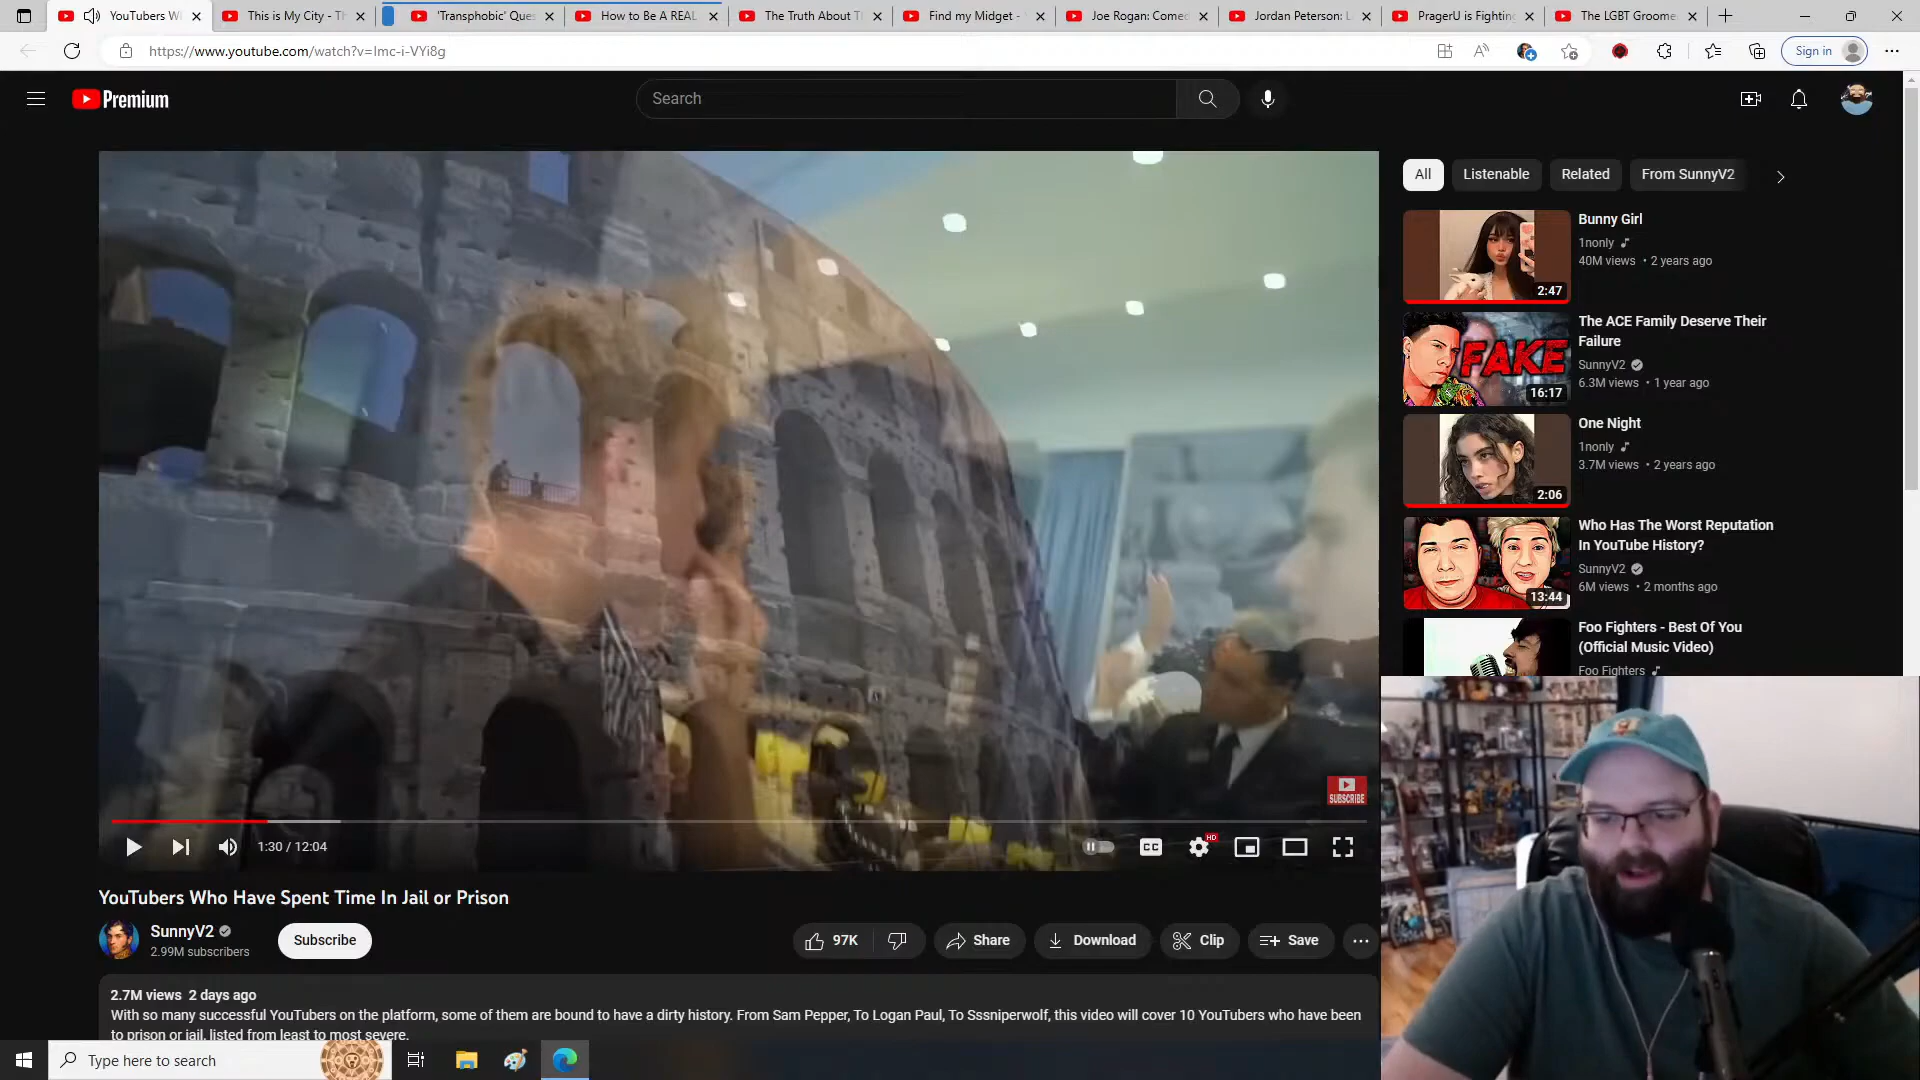 YouTubers W
This is My City - T
'Transphobic' Que
How to Be A REAL
The Truth About T
Find my Midget -
Joe Rogan: Comed
Jordan Peterson: L
PragerU is Fightin
The LGBT Groome
https://www.youtube.com/watch?v=Imc-i-VYi8g
Sign in
Premium
Search
All
Listenable
Related
From SunnyV2
Bunny Girl
1nonly
40M views • 2 years ago
2:47
The ACE Family Deserve Their
Failure
SunnyV2
6.3M views • 1 year ago
FAKE
16:17
One Night
1nonly
3.7M views • 2 years ago
2:06
Who Has The Worst Reputation
In YouTube History?
SunnyV2
6M views • 2 months ago
13:44
Foo Fighters - Best Of You
(Official Music Video)
Foo Fighters
SUBSCRIBE
1:30 / 12:04
CC
HD
YouTubers Who Have Spent Time In Jail or Prison
SunnyV2
2.99M subscribers
Subscribe
97K
Share
Download
Clip
Save
2.7M views 2 days ago
With so many successful YouTubers on the platform, some of them are bound to have a dirty history. From Sam Pepper, To Logan Paul, To Sssniperwolf, this video will cover 10 YouTubers who have been
to prison or jail, listed from least to most severe.
Type here to search